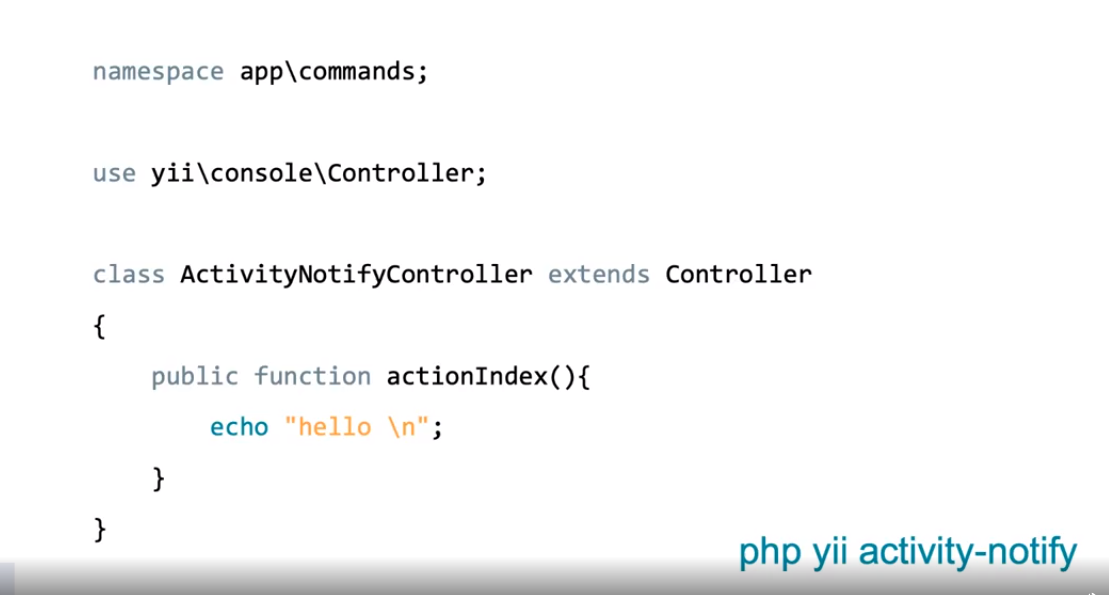 namespace app\commands;
use yii\console\Controller;
class ActivityNotifyController extends Controller
{
    public function actionIndex(){
        echo "hello \n";
    }
}
php yii activity-notify